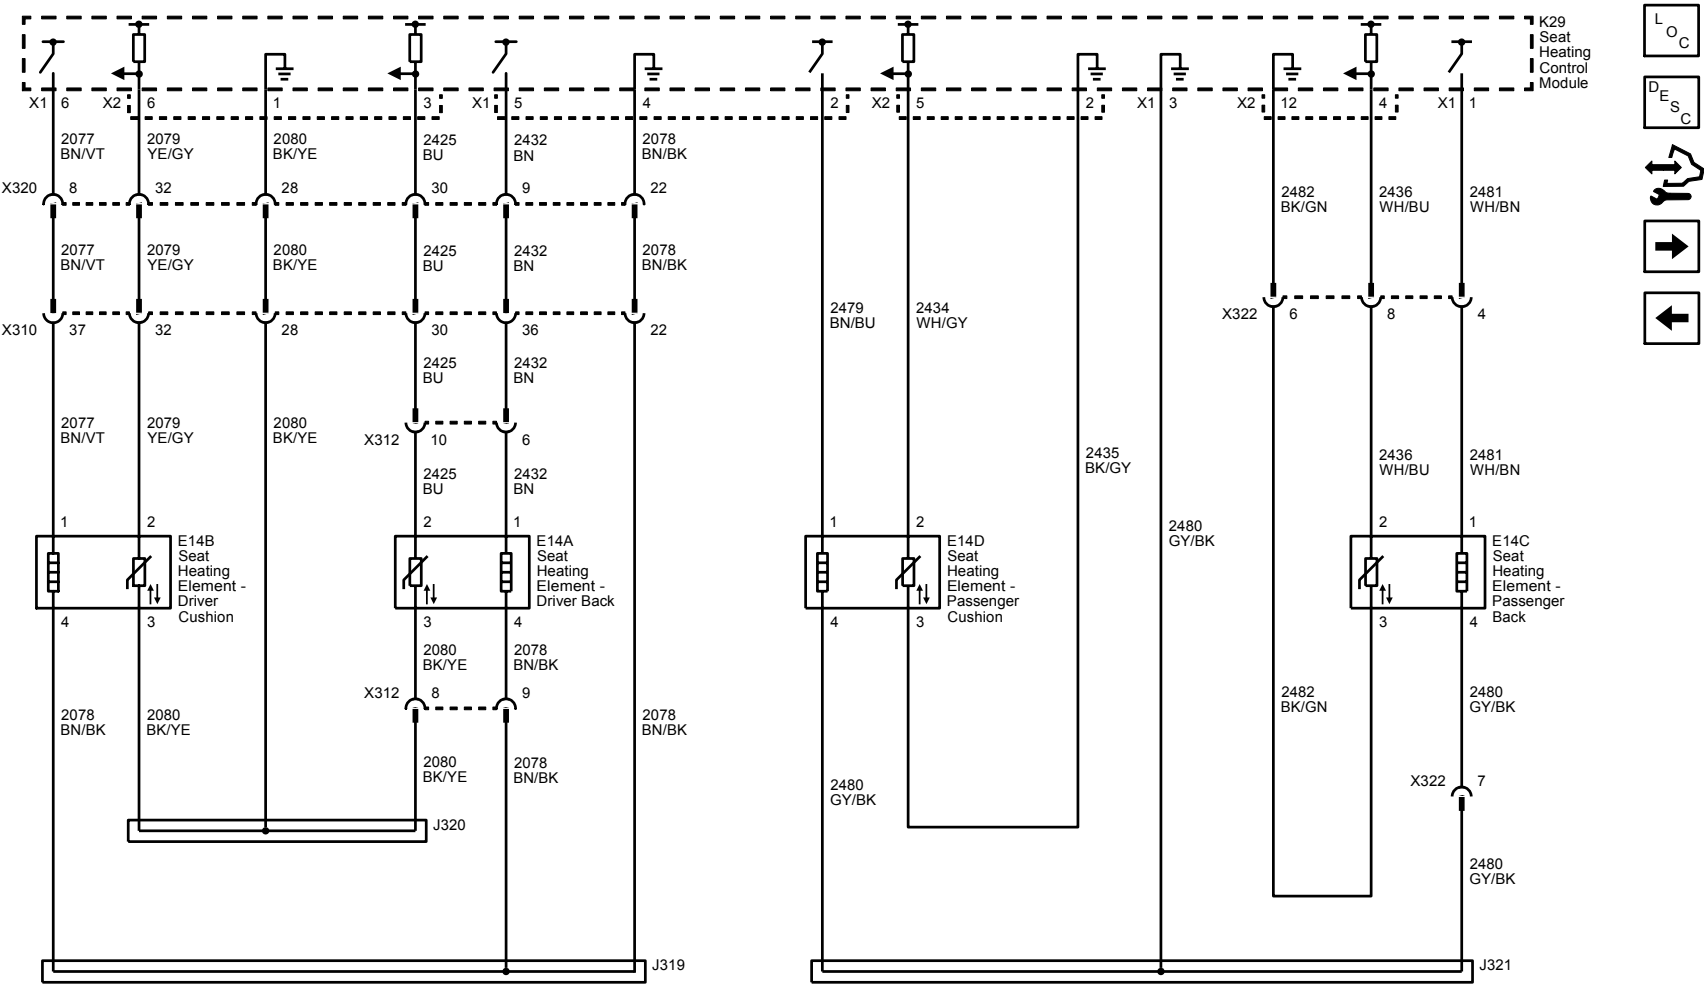 K29
Seat
Heating
Control
Module
L
O
C
D
E
S
C
X1 6 X2 6 1 3 X1 5 4 2 X2 5 2 X1 3 X2 12 4 X1 1
2077 2079 2080 2425 2432 2078
BN/VT YE/GY BK/YE BU BN BN/BK
X320 8 32 28 30 9 22
2482 2436 2481
BK/GN WH/BU WH/BN
2077 2079 2080 2425 2432 2078
BN/VT YE/GY BK/YE BU BN BN/BK
2479 2434
BN/BU WH/GY
X322 6 8 4
X310 37 32 28 30 36 22
2425 2432
BU BN
2077 2079 2080
BN/VT YE/GY BK/YE
X312 10 6
2435
BK/GY
2436 2481
WH/BU WH/BN
2425 2432
BU BN
2480
GY/BK
1 2 2 1 1 2 2 1
E14B
Seat
Heating
Element -
Driver
Cushion
E14A
Seat
Heating
Element -
Driver Back
E14D
Seat
Heating
Element -
Passenger
Cushion
E14C
Seat
Heating
Element -
Passenger
Back
4 3 3 4 4 3 3 4
2080 2078
BK/YE BN/BK
X312 8 9
2482 2480
BK/GN GY/BK
2078 2080 2078
BN/BK BK/YE BN/BK
2080 2078
BK/YE BN/BK
2480
GY/BK
X322 7
J320
2480
GY/BK
J319
J321